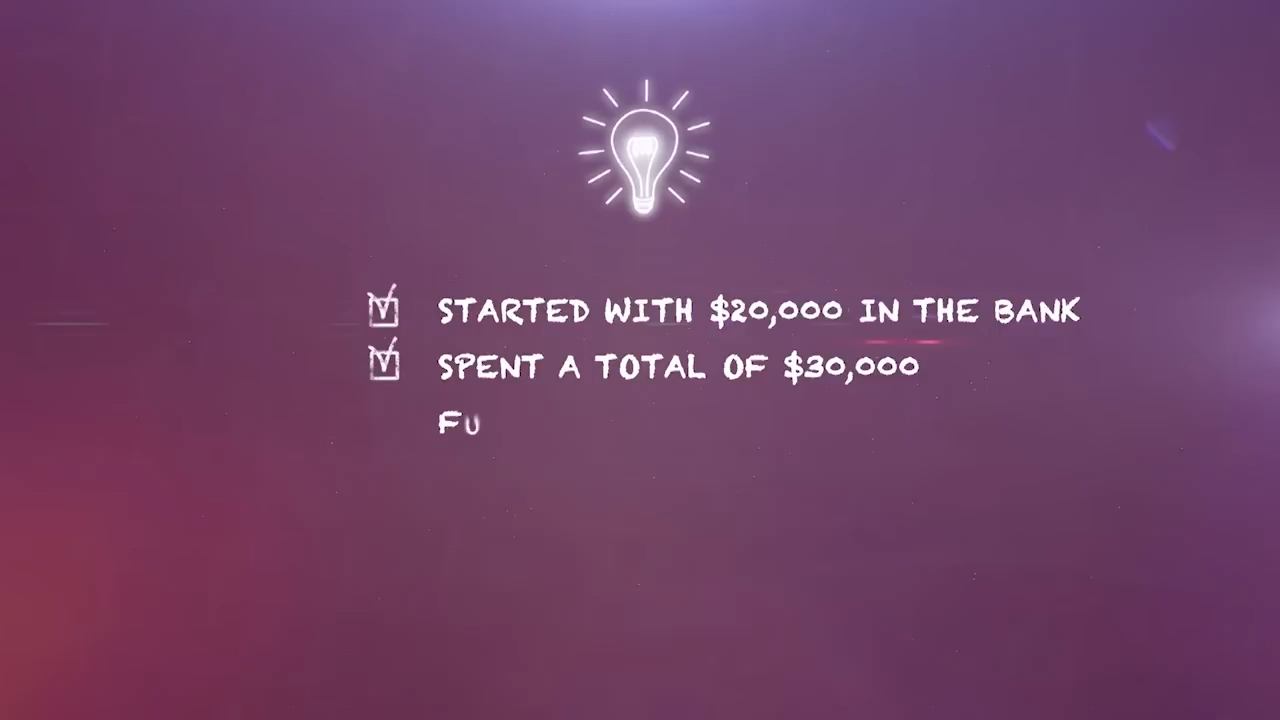 STARTED WITH $20,000 IN THE BANK
SPENT A TOTAL OF $30,000
FU